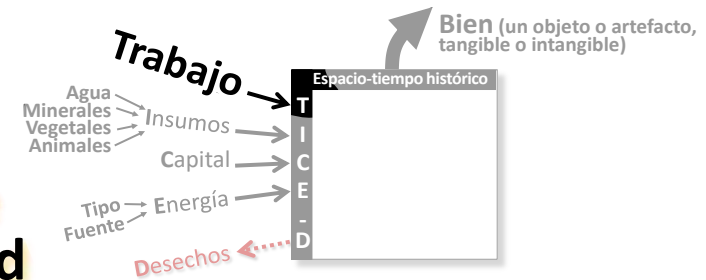 Bien (un objeto o artefacto,
tangible o intangible)
Trabajo
Espacio-tiempo histórico
Agua
Minerales
Vegetales
Animales
Insumos
Capital
Tipo
Fuente
Energía
Desechos
T
I
C
E
-
D
d